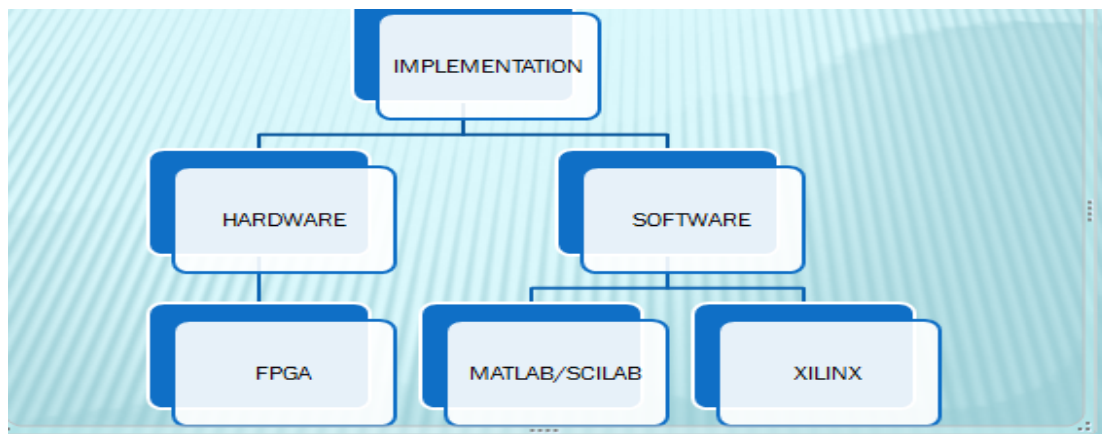 IMPLEMENTATION
HARDWARE
SOFTWARE
FPGA
MATLAB/SCILAB
XILINX